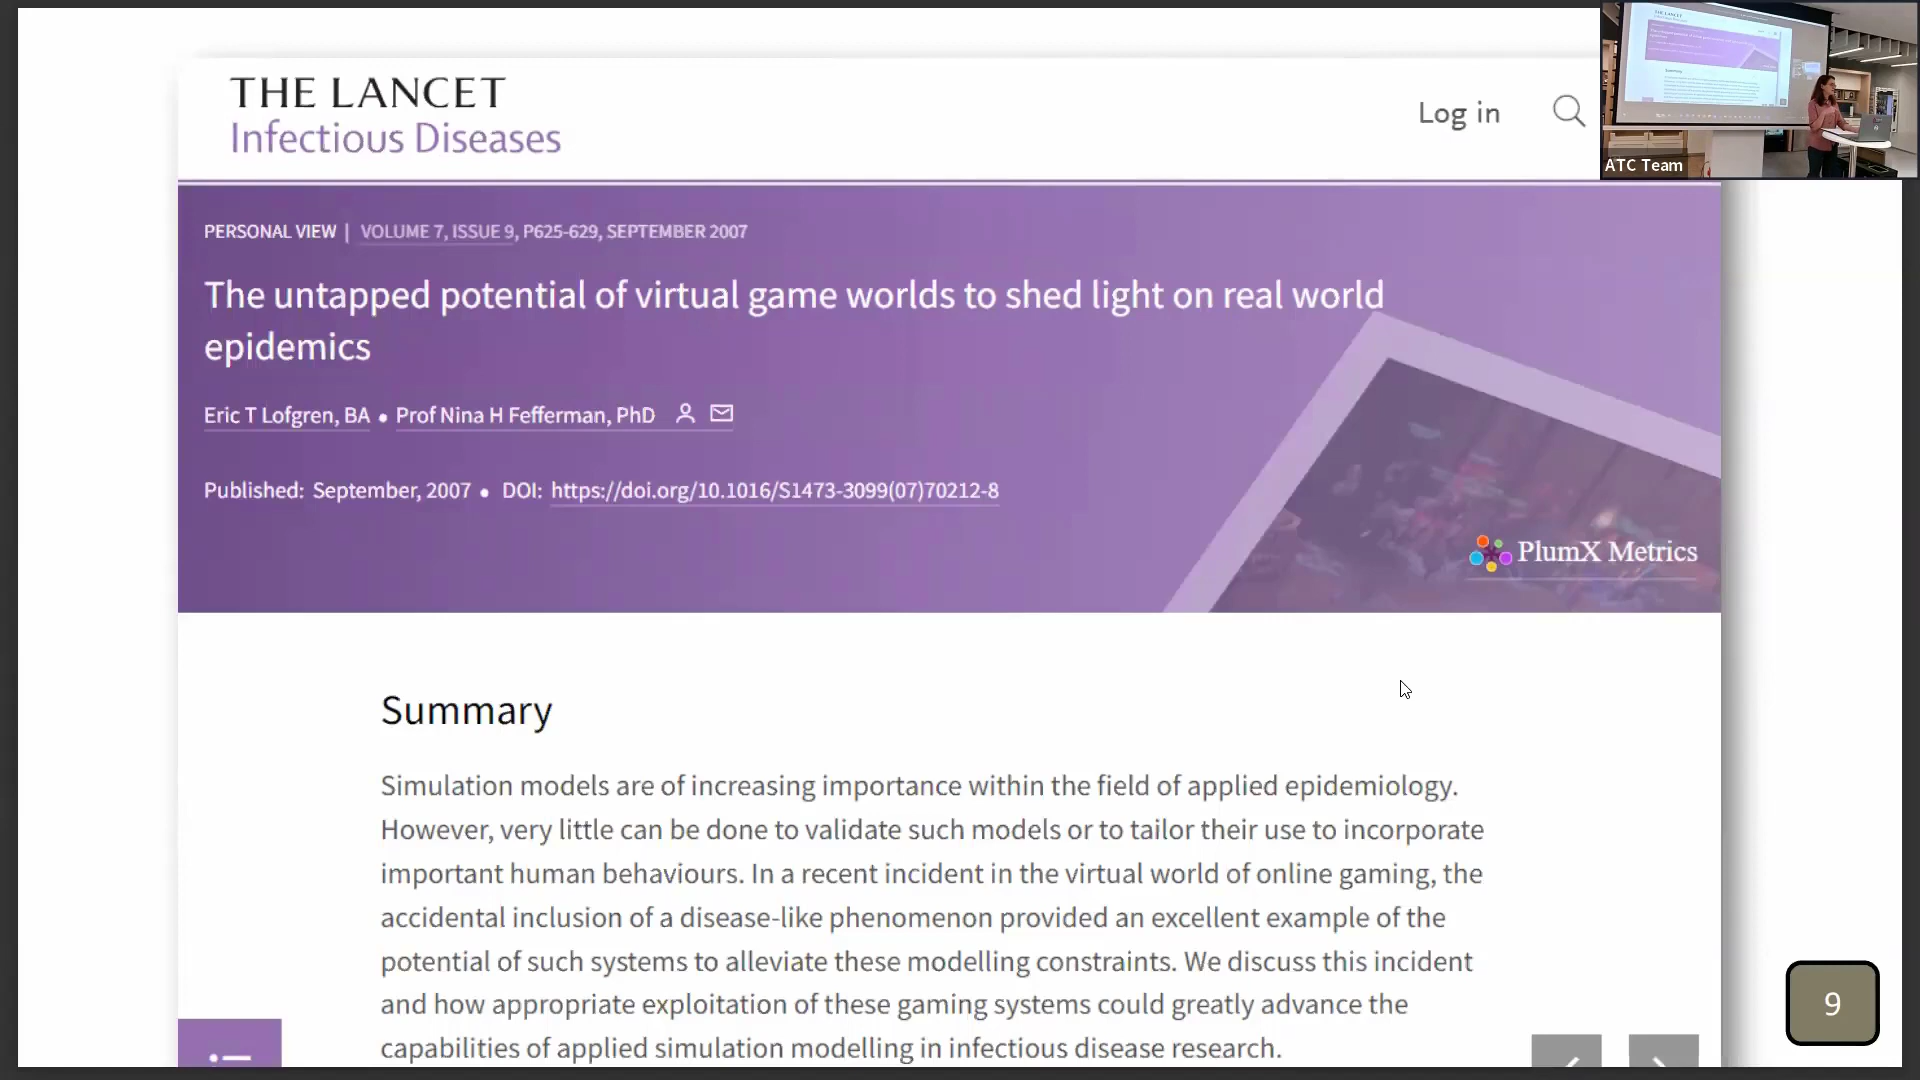 THE LANCET
Infectious Diseases
Log in
ATC Team
PERSONAL VIEW | VOLUME 7, ISSUE 9, P625-629, SEPTEMBER 2007
The untapped potential of virtual game worlds to shed light on real world
epidemics
Eric T Lofgren, BA • Prof Nina H Fefferman, PhD
Published: September, 2007 • DOI: https://doi.org/10.1016/S1473-3099(07)70212-8
PlumX Metrics
Summary
Simulation models are of increasing importance within the field of applied epidemiology.
However, very little can be done to validate such models or to tailor their use to incorporate
important human behaviours. In a recent incident in the virtual world of online gaming, the
accidental inclusion of a disease-like phenomenon provided an excellent example of the
potential of such systems to alleviate these modelling constraints. We discuss this incident
and how appropriate exploitation of these gaming systems could greatly advance the
capabilities of applied simulation modelling in infectious disease research.
9